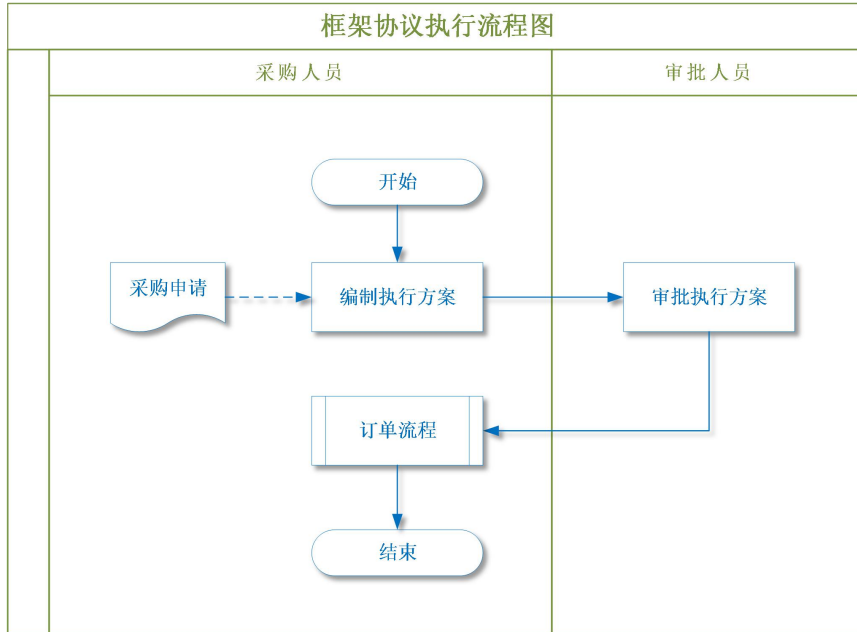 框架协议执行流程图
采购人员
审批人员
开始
采购申请
编制执行方案
审批执行方案
订单流程
结束